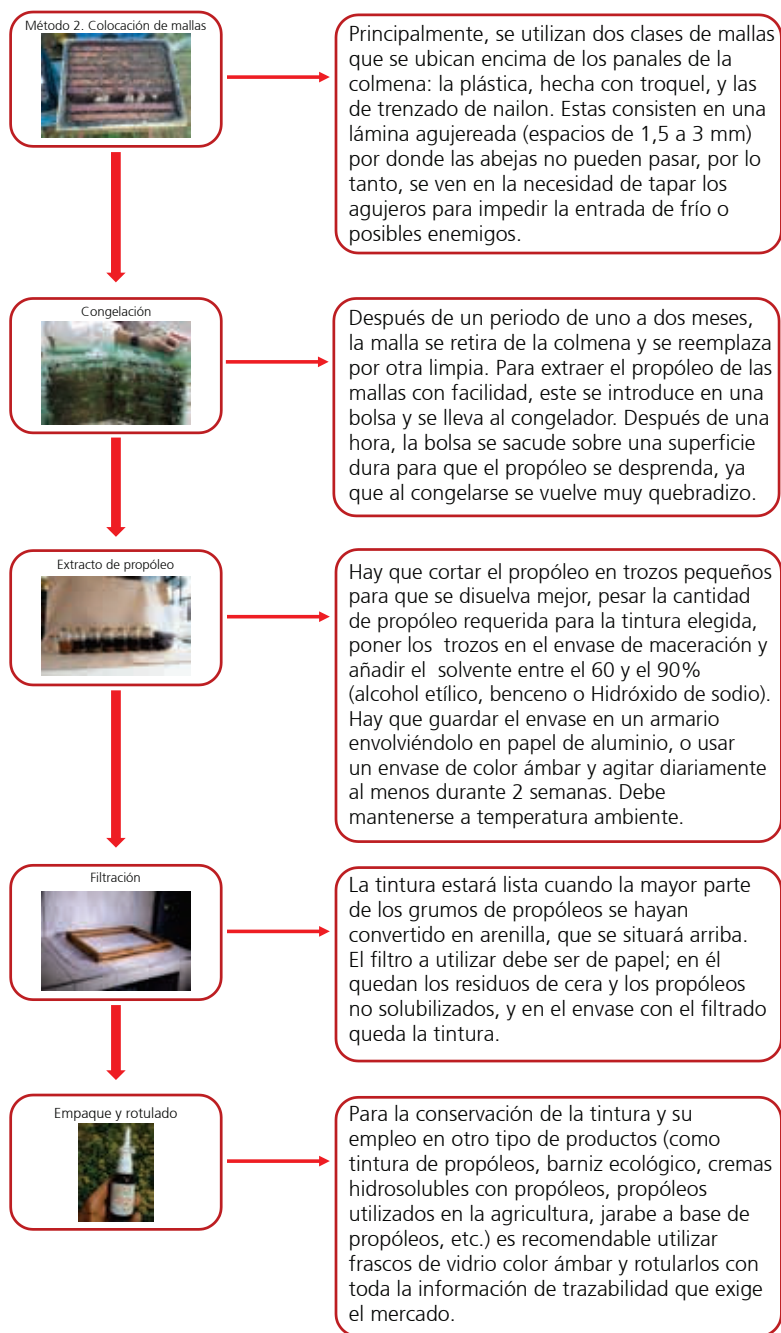 Método 2. Colocación de mallas
Principalmente, se utilizan dos clases de mallas
que se ubican encima de los panales de la
colmena: la plástica, hecha con troquel, y las
de trenzado de nailon. Estas consisten en una
lámina agujereada (espacios de 1,5 a 3 mm)
por donde las abejas no pueden pasar, por lo
tanto, se ven en la necesidad de tapar los
agujeros para impedir la entrada de frío o
posibles enemigos.
Congelación
Después de un periodo de uno a dos meses,
la malla se retira de la colmena y se reemplaza
por otra limpia. Para extraer el propóleo de las
mallas con facilidad, este se introduce en una
bolsa y se lleva al congelador. Después de una
hora, la bolsa se sacude sobre una superficie
dura para que el propóleo se desprenda, ya
que al congelarse se vuelve muy quebradizo.
Extracto de propóleo
Hay que cortar el propóleo en trozos pequeños
para que se disuelva mejor, pesar la cantidad
de propóleo requerida para la tintura elegida,
poner los trozos en el envase de maceración y
añadir el solvente entre el 60 y el 90%
(alcohol etílico, benceno o Hidróxido de sodio).
Hay que guardar el envase en un armario
envolviéndolo en papel de aluminio, o usar
un envase de color ámbar y agitar diariamente
al menos durante 2 semanas. Debe
mantenerse a temperatura ambiente.
Filtración
La tintura estará lista cuando la mayor parte
de los grumos de propóleos se hayan
convertido en arenilla, que se situará arriba.
El filtro a utilizar debe ser de papel; en él
quedan los residuos de cera y los propóleos
no solubilizados, y en el envase con el filtrado
queda la tintura.
Empaque y rotulado
Para la conservación de la tintura y su
empleo en otro tipo de productos (como
tintura de propóleos, barniz ecológico, cremas
hidrosolubles con propóleos, propóleos
utilizados en la agricultura, jarabe a base de
propóleos, etc.) es recomendable utilizar
frascos de vidrio color ámbar y rotularlos con
toda la información de trazabilidad que exige
el mercado.